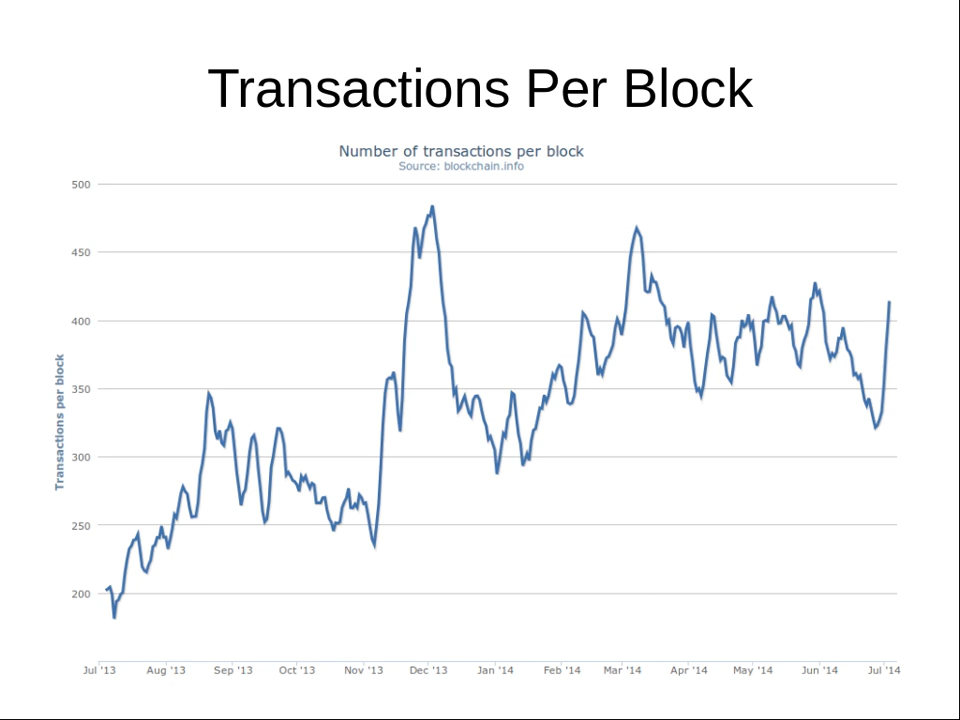 Transactions Per Block
Number of transactions per block
Source: blockchain.info
500
450
400
350
300
250
200
Transactions per block
Jul '13 Aug '13 Sep '13 Oct '13 Nov '13 Dec '13 Jan '14 Feb '14 Mar '14 Apr '14 May '14 Jun '14 Jul '14